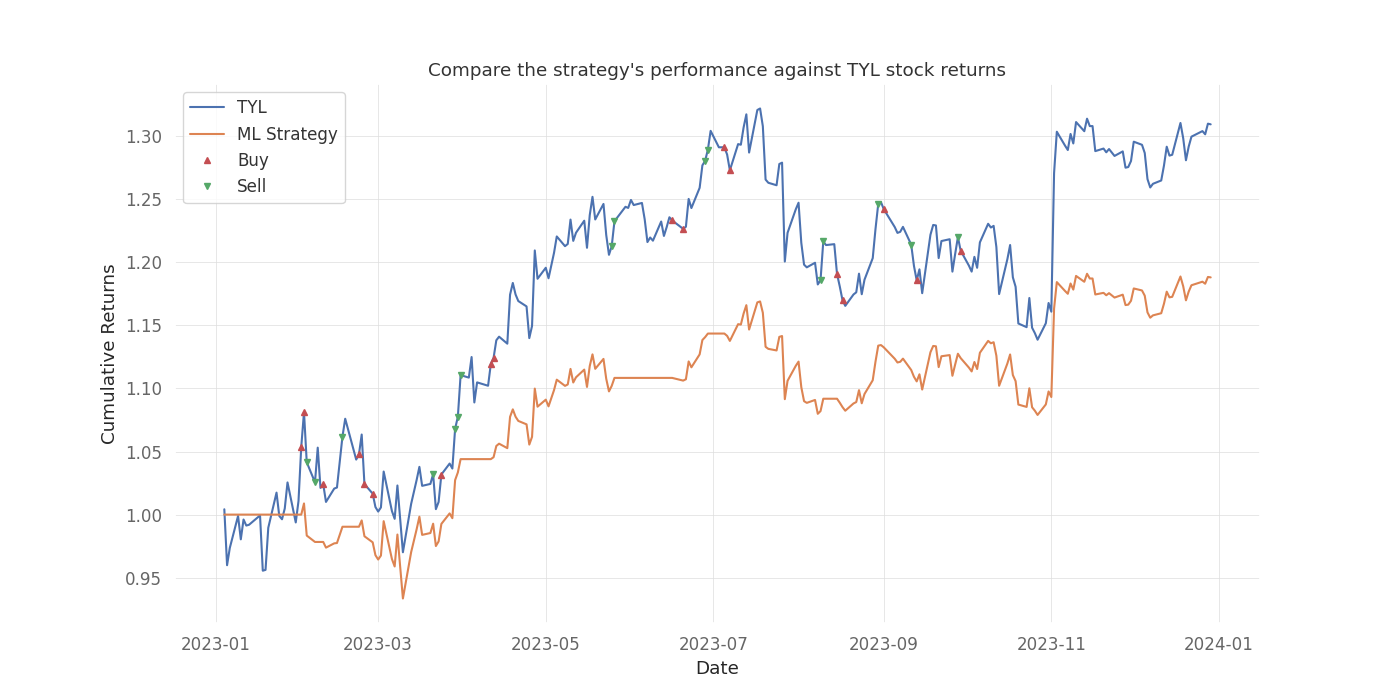 Compare the strategy's performance against TYL stock returns
TYL
ML Strategy
Buy
Sell
Cumulative Returns
1.30
1.25
1.20
1.15
1.10
1.05
1.00
0.95
2023-01
2023-03
2023-05
2023-07
2023-09
2023-11
2024-01
Date